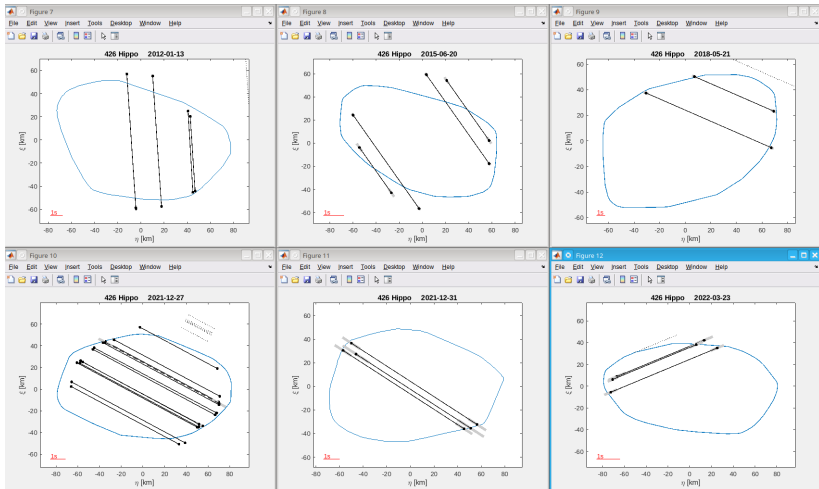 Figure 7
File Edit View Insert Tools Desktop Window Help
426 Hippo 2012-01-13
60
40
20
0
-20
-40
-60
ξ [km]
1s
-80 -60 -40 -20 0 20 40 60 80
η [km]
Figure 8
File Edit View Insert Tools Desktop Window Help
426 Hippo 2015-06-20
60
40
20
0
-20
-40
-60
ξ [km]
1s
-80 -60 -40 -20 0 20 40 60 80
η [km]
Figure 9
File Edit View Insert Tools Desktop Window Help
426 Hippo 2018-05-21
60
40
20
0
-20
-40
-60
ξ [km]
1s
-80 -60 -40 -20 0 20 40 60 80
η [km]
Figure 10
File Edit View Insert Tools Desktop Window Help
426 Hippo 2021-12-27
60
40
20
0
-20
-40
-60
ξ [km]
1s
-80 -60 -40 -20 0 20 40 60 80
η [km]
Figure 11
File Edit View Insert Tools Desktop Window Help
426 Hippo 2021-12-31
60
40
20
0
-20
-40
-60
ξ [km]
1s
-80 -60 -40 -20 0 20 40 60 80
η [km]
Figure 12
File Edit View Insert Tools Desktop Window Help
426 Hippo 2022-03-23
60
40
20
0
-20
-40
-60
ξ [km]
1s
-80 -60 -40 -20 0 20 40 60 80
η [km]